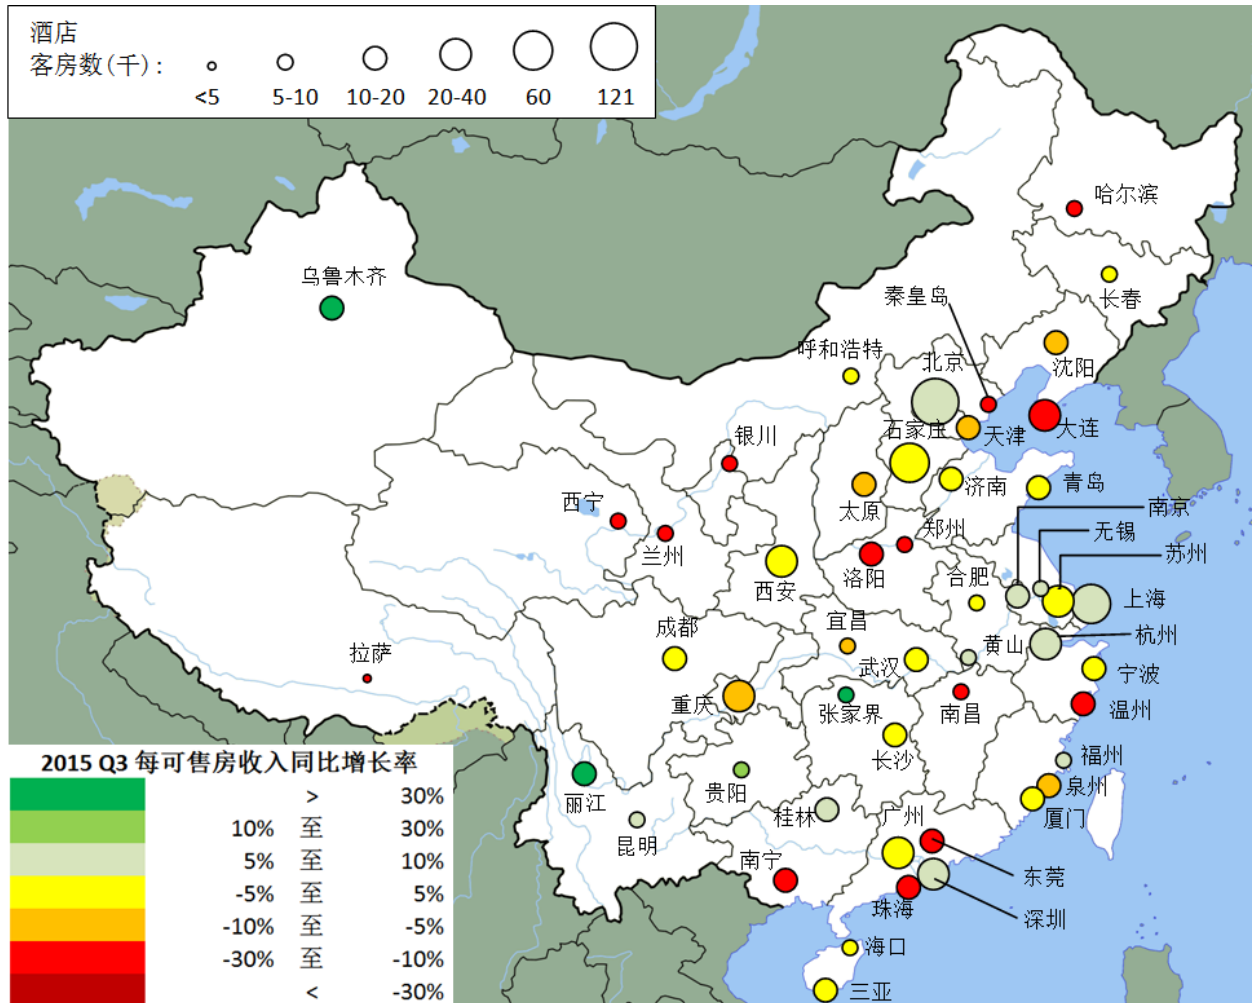 酒店
客房数(千)：
<5 5-10 10-20 20-40 60 121
哈尔滨
乌鲁木齐
秦皇岛
长春
呼和浩特
北京
沈阳
银川
石家庄
天津
大连
西宁
太原
济南
青岛
南京
兰州
郑州
无锡
西安
洛阳
合肥
苏州
上海
成都
宜昌
杭州
拉萨
武汉
黄山
宁波
重庆
张家界
南昌
温州
长沙
福州
丽江
贵阳
泉州
桂林
广州
厦门
昆明
南宁
东莞
珠海
深圳
海口
三亚
2015 Q3 每可售房收入同比增长率
> 30%
10% 至 30%
5% 至 10%
-5% 至 5%
-10% 至 -5%
-30% 至 -10%
< -30%